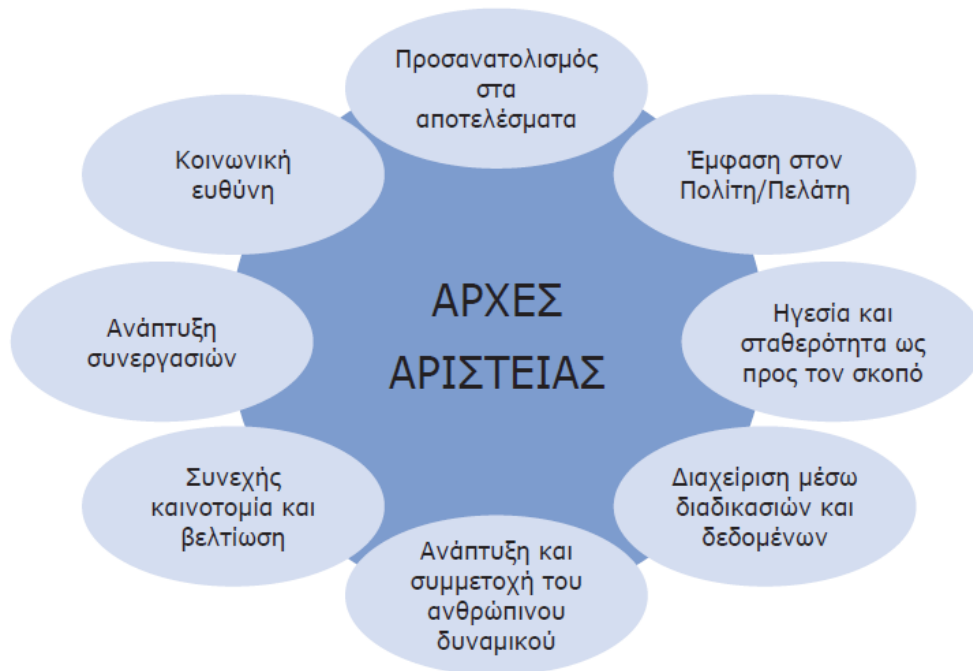 Προσανατολισμός
στα
αποτελέσματα
Έμφαση στον
Πολίτη/Πελάτη
Ηγεσία και
σταθερότητα ως
προς τον σκοπό
Διαχείριση μέσω
διαδικασιών και
δεδομένων
Ανάπτυξη και
συμμετοχή του
ανθρώπινου
δυναμικού
Συνεχής
καινοτομία και
βελτίωση
Ανάπτυξη
συνεργασιών
Κοινωνική
ευθύνη
ΑΡΧΕΣ
ΑΡΙΣΤΕΙΑΣ